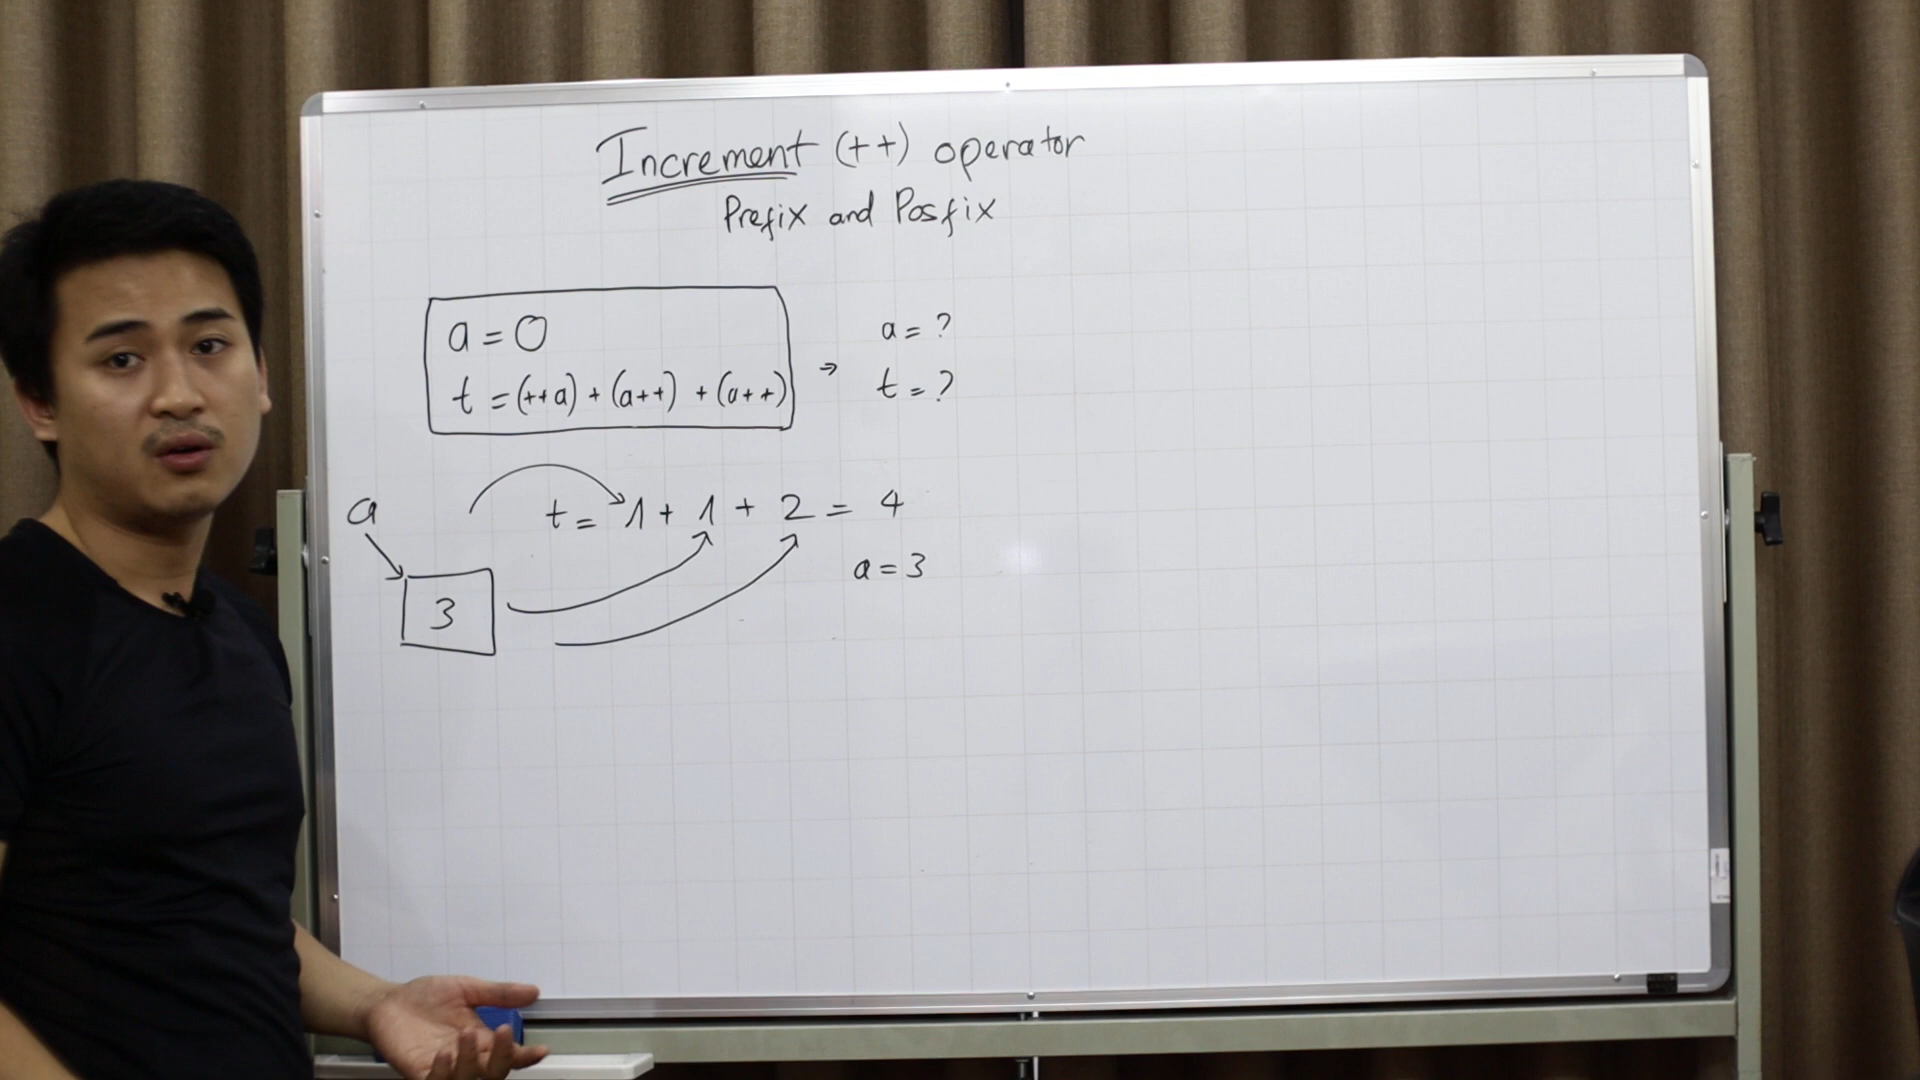 Increment (++) operator
Prefix and Posfix
a = 0
t = (++a) + (a++) + (a++)
→ a = ?
t = ?
a
t = 1 + 1 + 2 = 4
a = 3
3